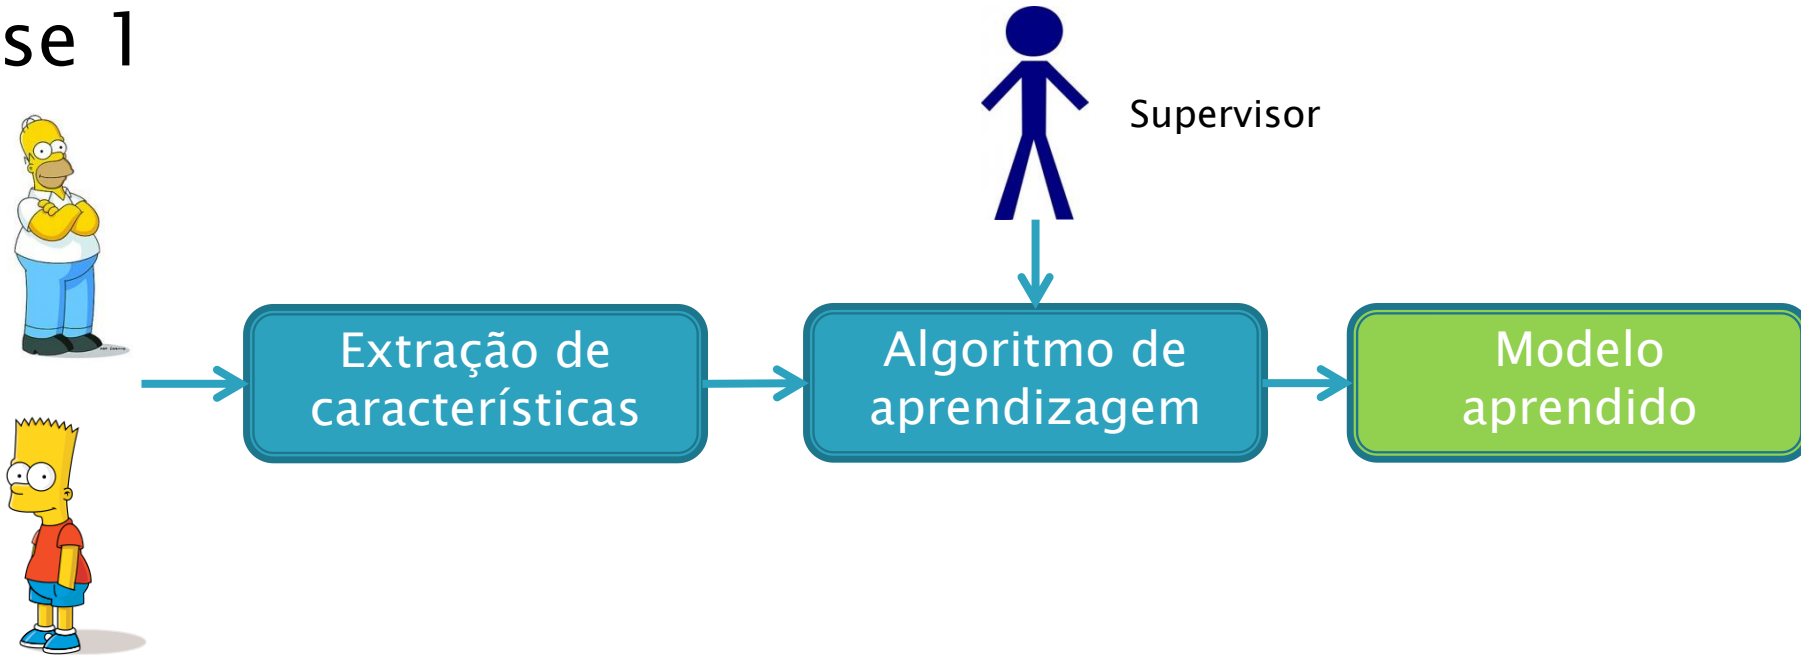 se 1
Supervisor
Extração de
características
Algoritmo de
aprendizagem
Modelo
aprendido